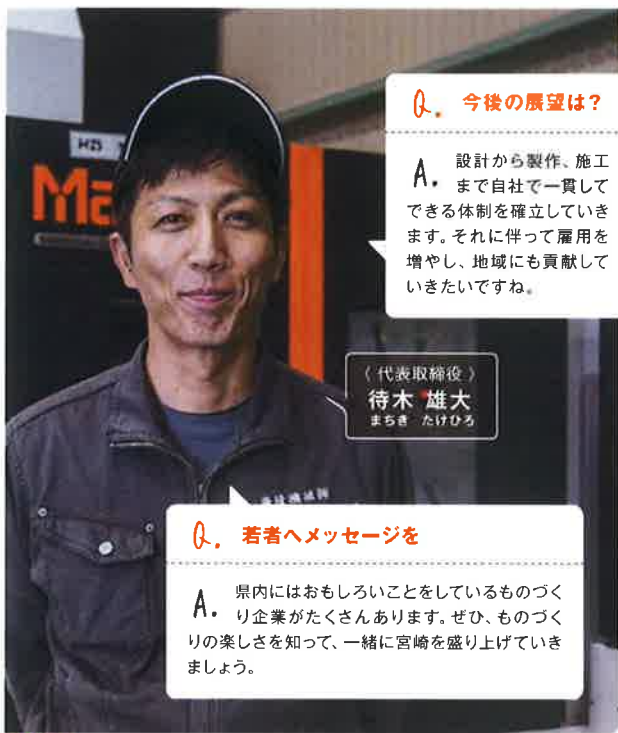 Q. 今後の展望は？
A. 設計から製作、施工
まで自社で一貫して
できる体制を確立していき
ます。それに伴って雇用を
増やし、地域にも貢献して
いきたいですね。
〈 代表取締役 〉
待木 雄大
まちき たけひろ
Q. 若者へメッセージを
A. 県内にはおもしろいことをしているものづく
り企業がたくさんあります。ぜひ、ものづく
りの楽しさを知って、一緒に宮崎を盛り上げていき
ましょう。
Ma